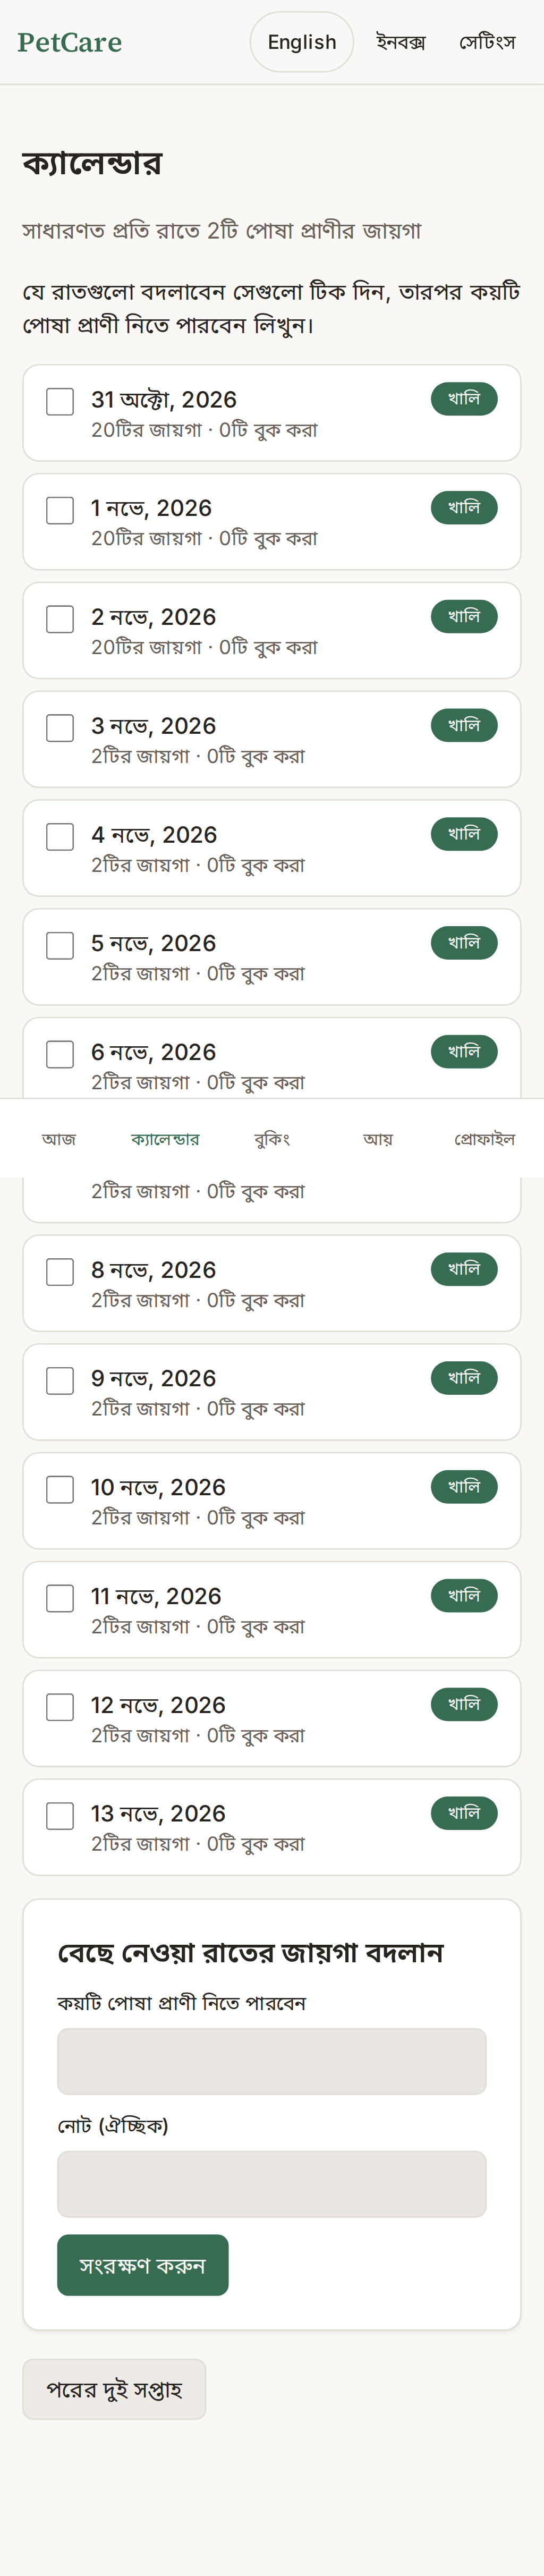 PetCare
English
ইনবক্স
সেটিংস
ক্যালেন্ডার
সাধারণত প্রতি রাতে 2টি পোষা প্রাণীর জায়গা
যে রাতগুলো বদলাবেন সেগুলো টিক দিন, তারপর কয়টি
পোষা প্রাণী নিতে পারবেন লিখুন।
31 অক্টো, 2026
খালি
20টির জায়গা · 0টি বুক করা
1 নভে, 2026
খালি
20টির জায়গা · 0টি বুক করা
2 নভে, 2026
খালি
20টির জায়গা · 0টি বুক করা
3 নভে, 2026
খালি
2টির জায়গা · 0টি বুক করা
4 নভে, 2026
খালি
2টির জায়গা · 0টি বুক করা
5 নভে, 2026
খালি
2টির জায়গা · 0টি বুক করা
6 নভে, 2026
খালি
2টির জায়গা · 0টি বুক করা
আজ
ক্যালেন্ডার
বুকিং
আয়
প্রোফাইল
2টির জায়গা · 0টি বুক করা
8 নভে, 2026
খালি
2টির জায়গা · 0টি বুক করা
9 নভে, 2026
খালি
2টির জায়গা · 0টি বুক করা
10 নভে, 2026
খালি
2টির জায়গা · 0টি বুক করা
11 নভে, 2026
খালি
2টির জায়গা · 0টি বুক করা
12 নভে, 2026
খালি
2টির জায়গা · 0টি বুক করা
13 নভে, 2026
খালি
2টির জায়গা · 0টি বুক করা
বেছে নেওয়া রাতের জায়গা বদলান
কয়টি পোষা প্রাণী নিতে পারবেন
নোট (ঐচ্ছিক)
সংরক্ষণ করুন
পরের দুই সপ্তাহ